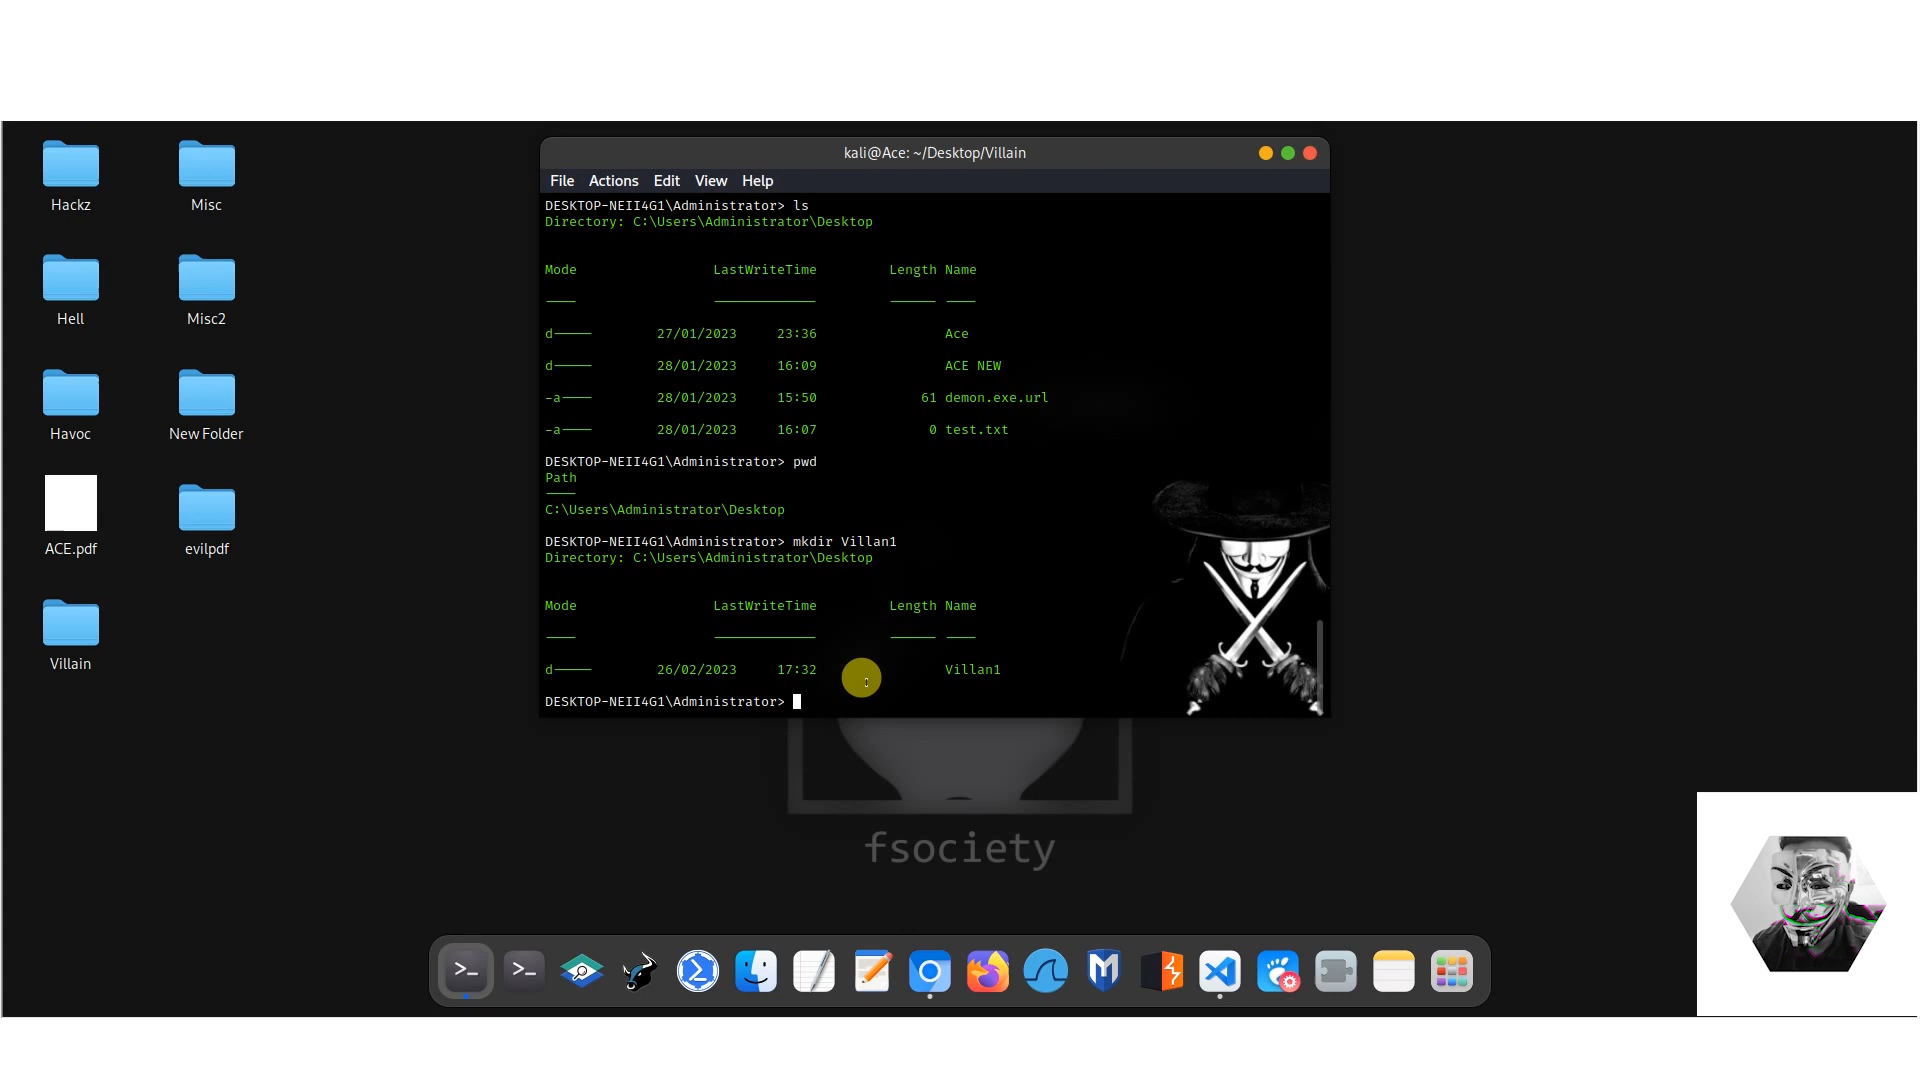 kali@Ace: ~/Desktop/Villain
File Actions Edit View Help
DESKTOP-NEII4G1\Administrator> ls
Directory: C:\Users\Administrator\Desktop
Mode LastWriteTime Length Name
d 27/01/2023 23:36 Ace
d 28/01/2023 16:09 ACE NEW
-a 28/01/2023 15:50 61 demon.exe.url
-a 28/01/2023 16:07 0 test.txt
DESKTOP-NEII4G1\Administrator> pwd
Path
C:\Users\Administrator\Desktop
DESKTOP-NEII4G1\Administrator> mkdir Villan1
Directory: C:\Users\Administrator\Desktop
Mode LastWriteTime Length Name
d 26/02/2023 17:32 Villan1
DESKTOP-NEII4G1\Administrator>
Hackz Misc
Hell Misc2
Havoc New Folder
ACE.pdf evilpdf
Villain
fsociety